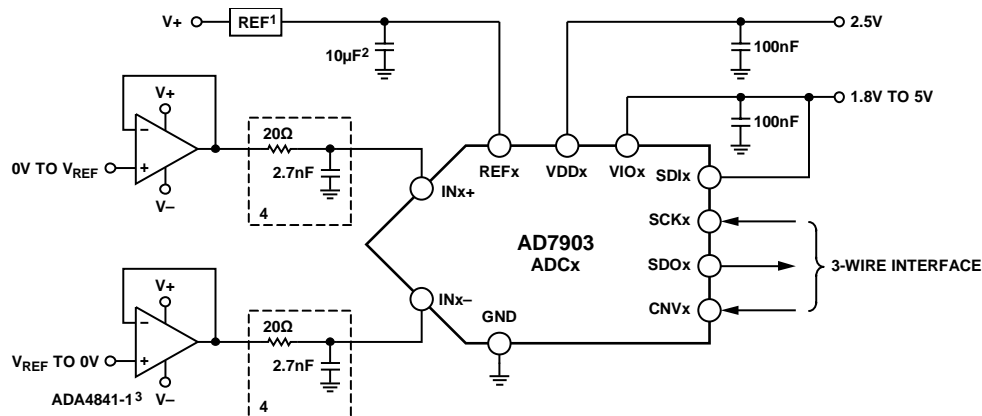 V+ REF1 10µF2 2.5V
100nF
1.8V TO 5V
100nF
V+
20Ω
2.7nF
0V TO VREF
V–
4
REFx VDDx VIOx
SDIx
INx+
SCKx
AD7903
ADCx
SDOx
3-WIRE INTERFACE
INx–
CNVx
GND
V+
20Ω
2.7nF
VREF TO 0V
ADA4841-13
V–
4